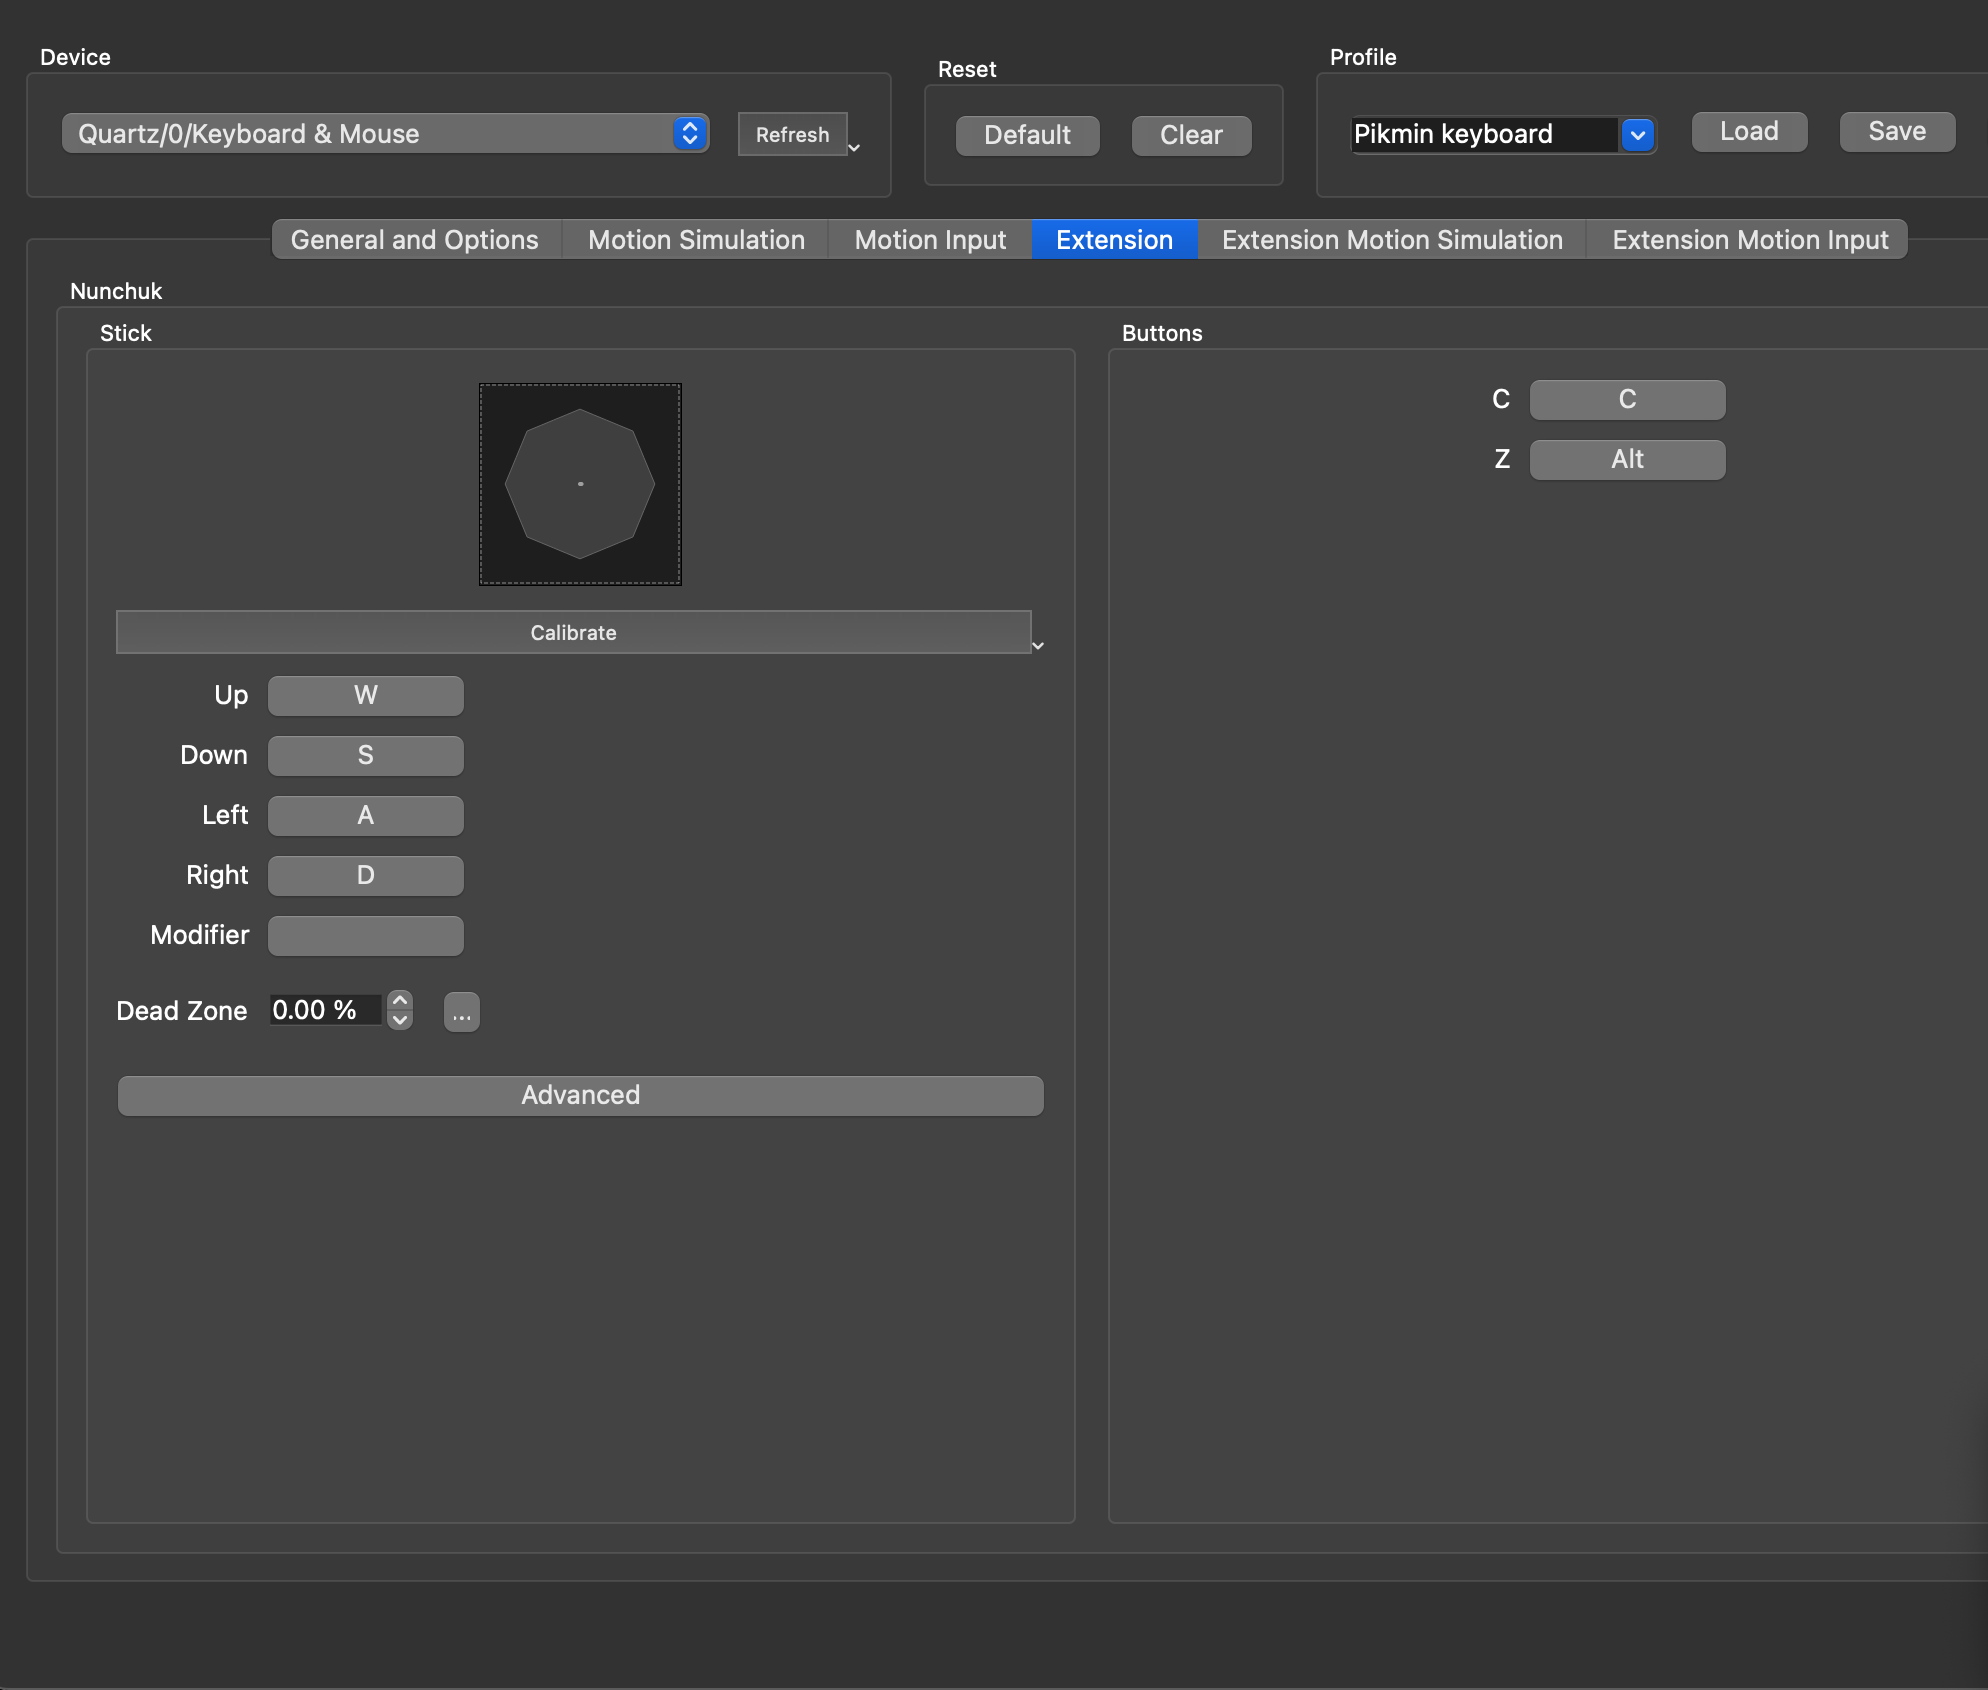 Device
Quartz/0/Keyboard & Mouse
Refresh
Reset
Default
Clear
Profile
Pikmin keyboard
Load
Save
General and Options
Motion Simulation
Motion Input
Extension
Extension Motion Simulation
Extension Motion Input
Nunchuk
Stick
Calibrate
Up
W
Down
S
Left
A
Right
D
Modifier
Dead Zone
0.00 %
...
Advanced
Buttons
C
C
Z
Alt